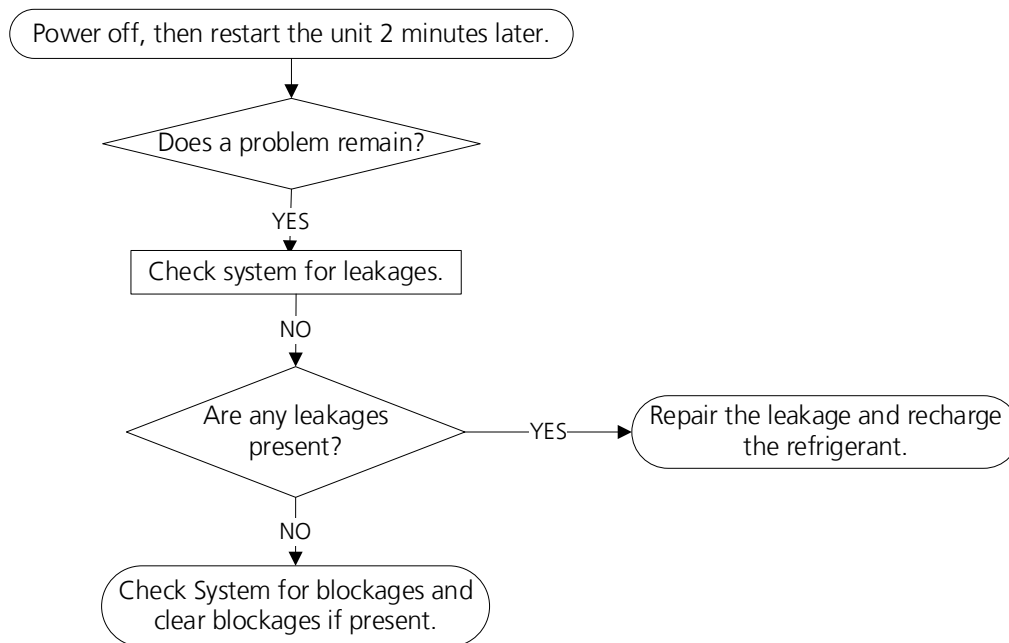 Power off, then restart the unit 2 minutes later.
Does a problem remain?
YES
Check system for leakages.
NO
Are any leakages
present?
YES
Repair the leakage and recharge
the refrigerant.
NO
Check System for blockages and
clear blockages if present.